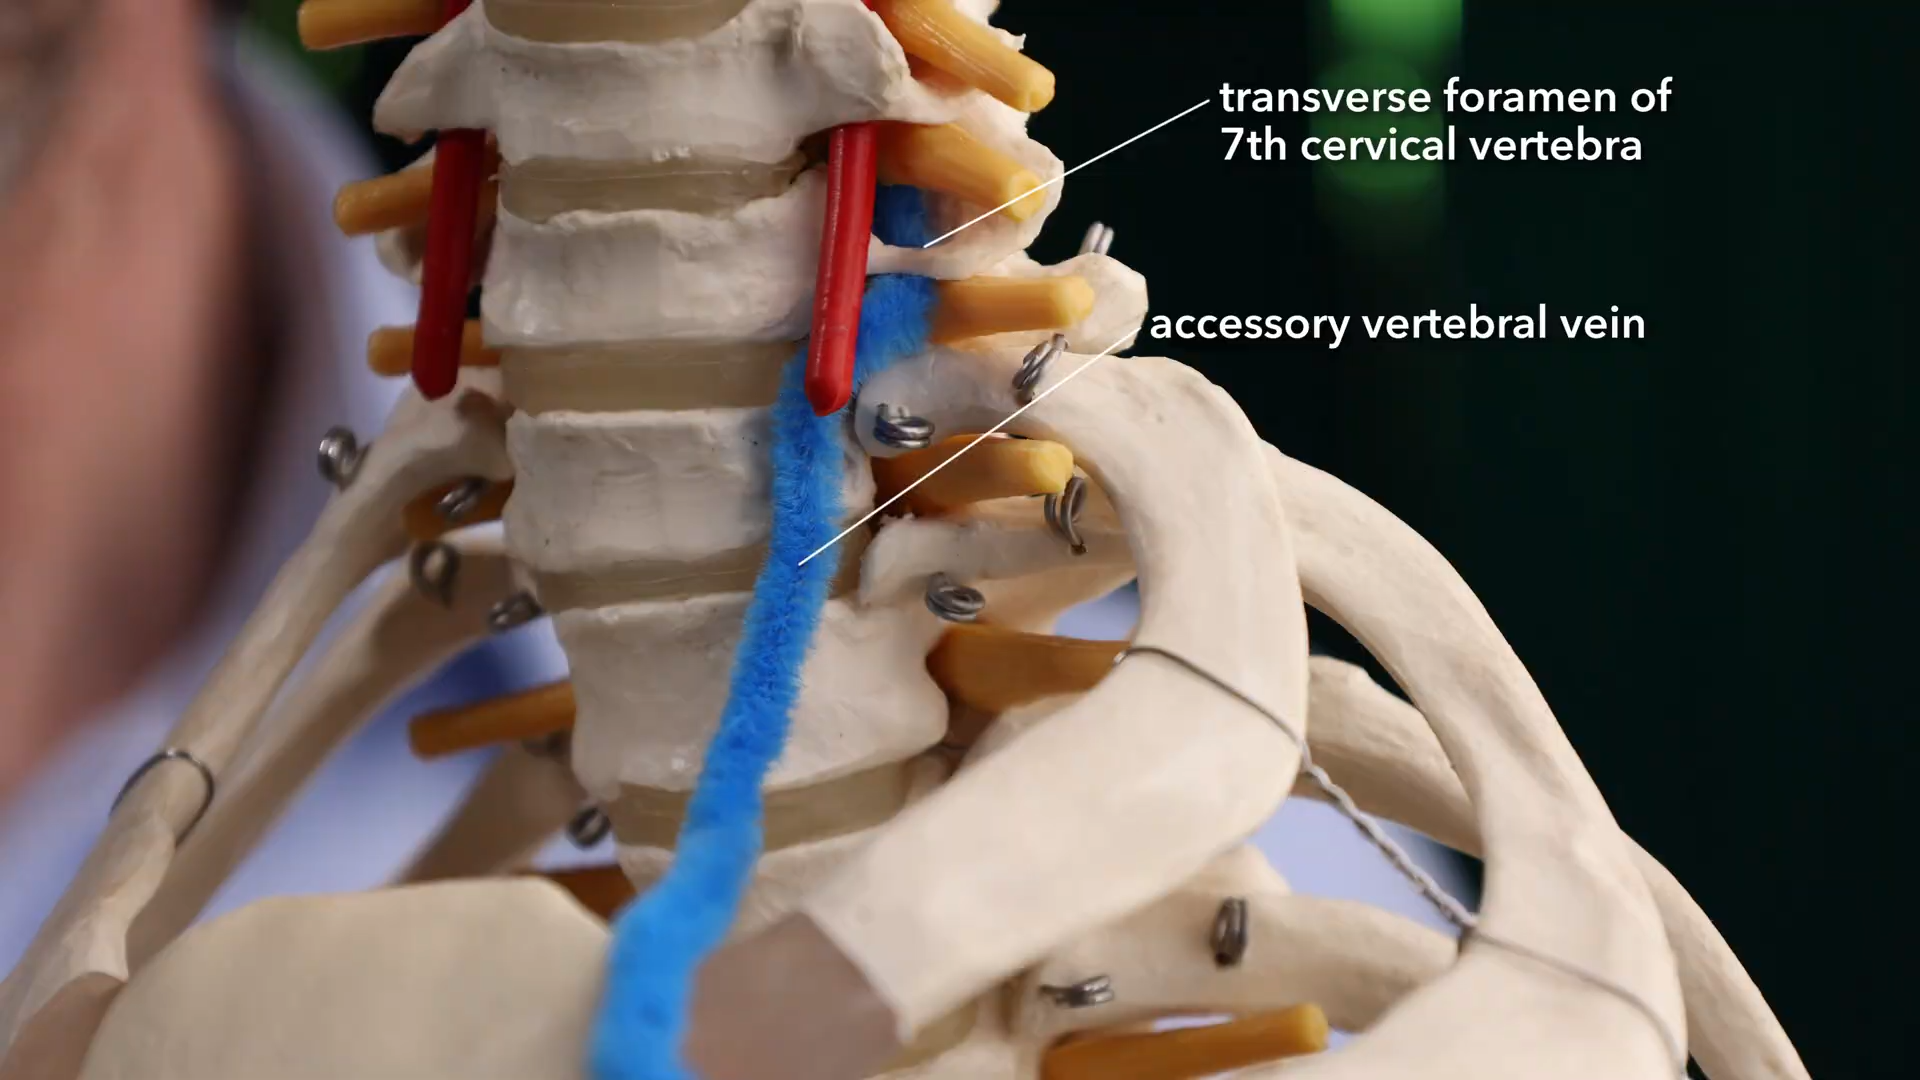 transverse foramen of
7th cervical vertebra
accessory vertebral vein